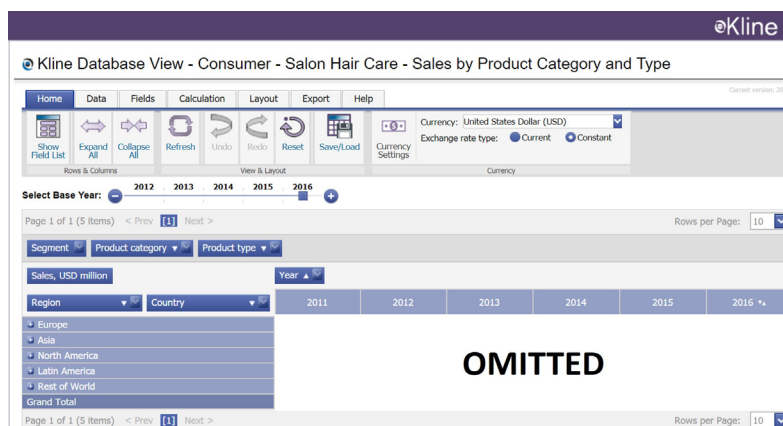 eKline
Kline Database View - Consumer - Salon Hair Care - Sales by Product Category and Type
Home Data Fields Calculation Layout Export Help
Current version: 20
Show Field List Expand All Collapse All Refresh Undo Redo Reset Save/Load Currency Settings
Currency: United States Dollar (USD)
Exchange rate type: Current Constant
Rows & Columns View & Layout Currency
Select Base Year: 2012 2013 2014 2015 2016
Page 1 of 1 (5 items) < Prev [1] Next > Rows per Page: 10
Segment Product category Product type
Sales, USD million Year
Region Country 2011 2012 2013 2014 2015 2016
Europe
Asia
North America
Latin America
Rest of World
Grand Total
OMITTED
Page 1 of 1 (5 items) < Prev [1] Next > Rows per Page: 10